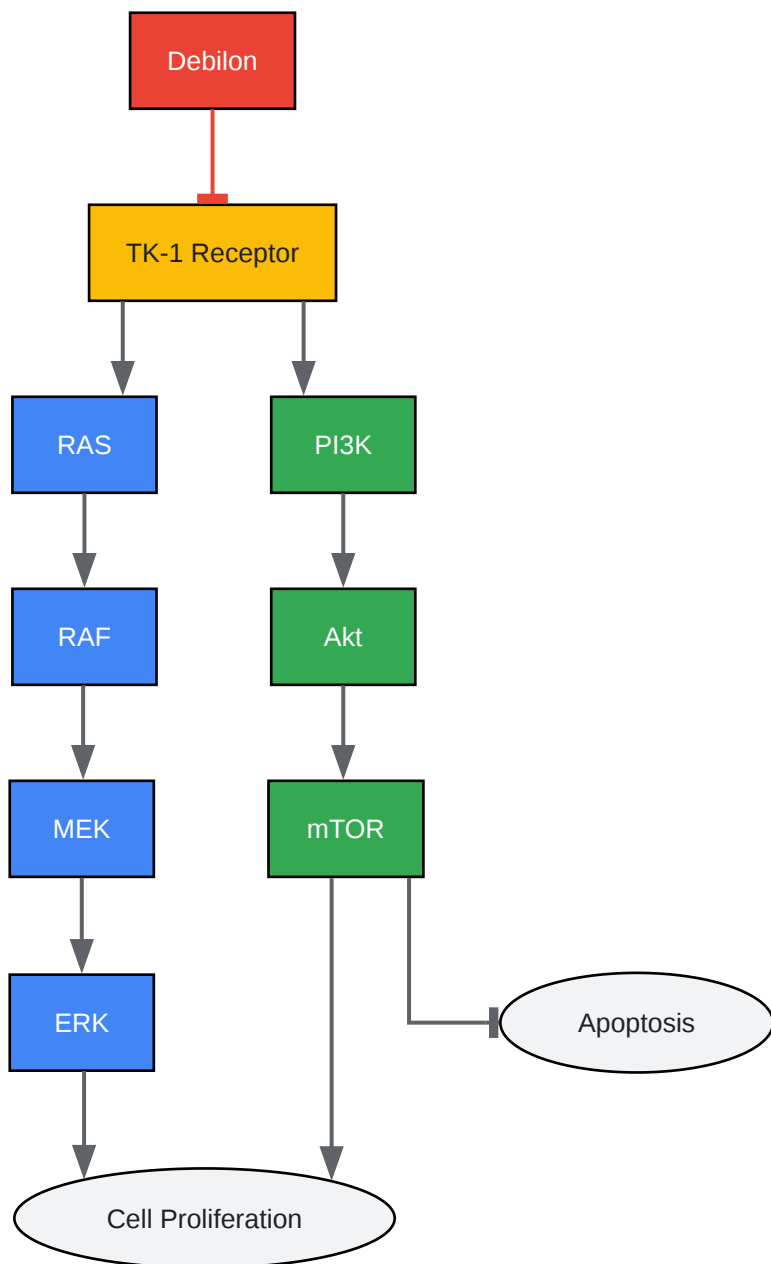 Debilon
TK-1 Receptor
RAS
PI3K
RAF
Akt
MEK
mTOR
ERK
Apoptosis
Cell Proliferation